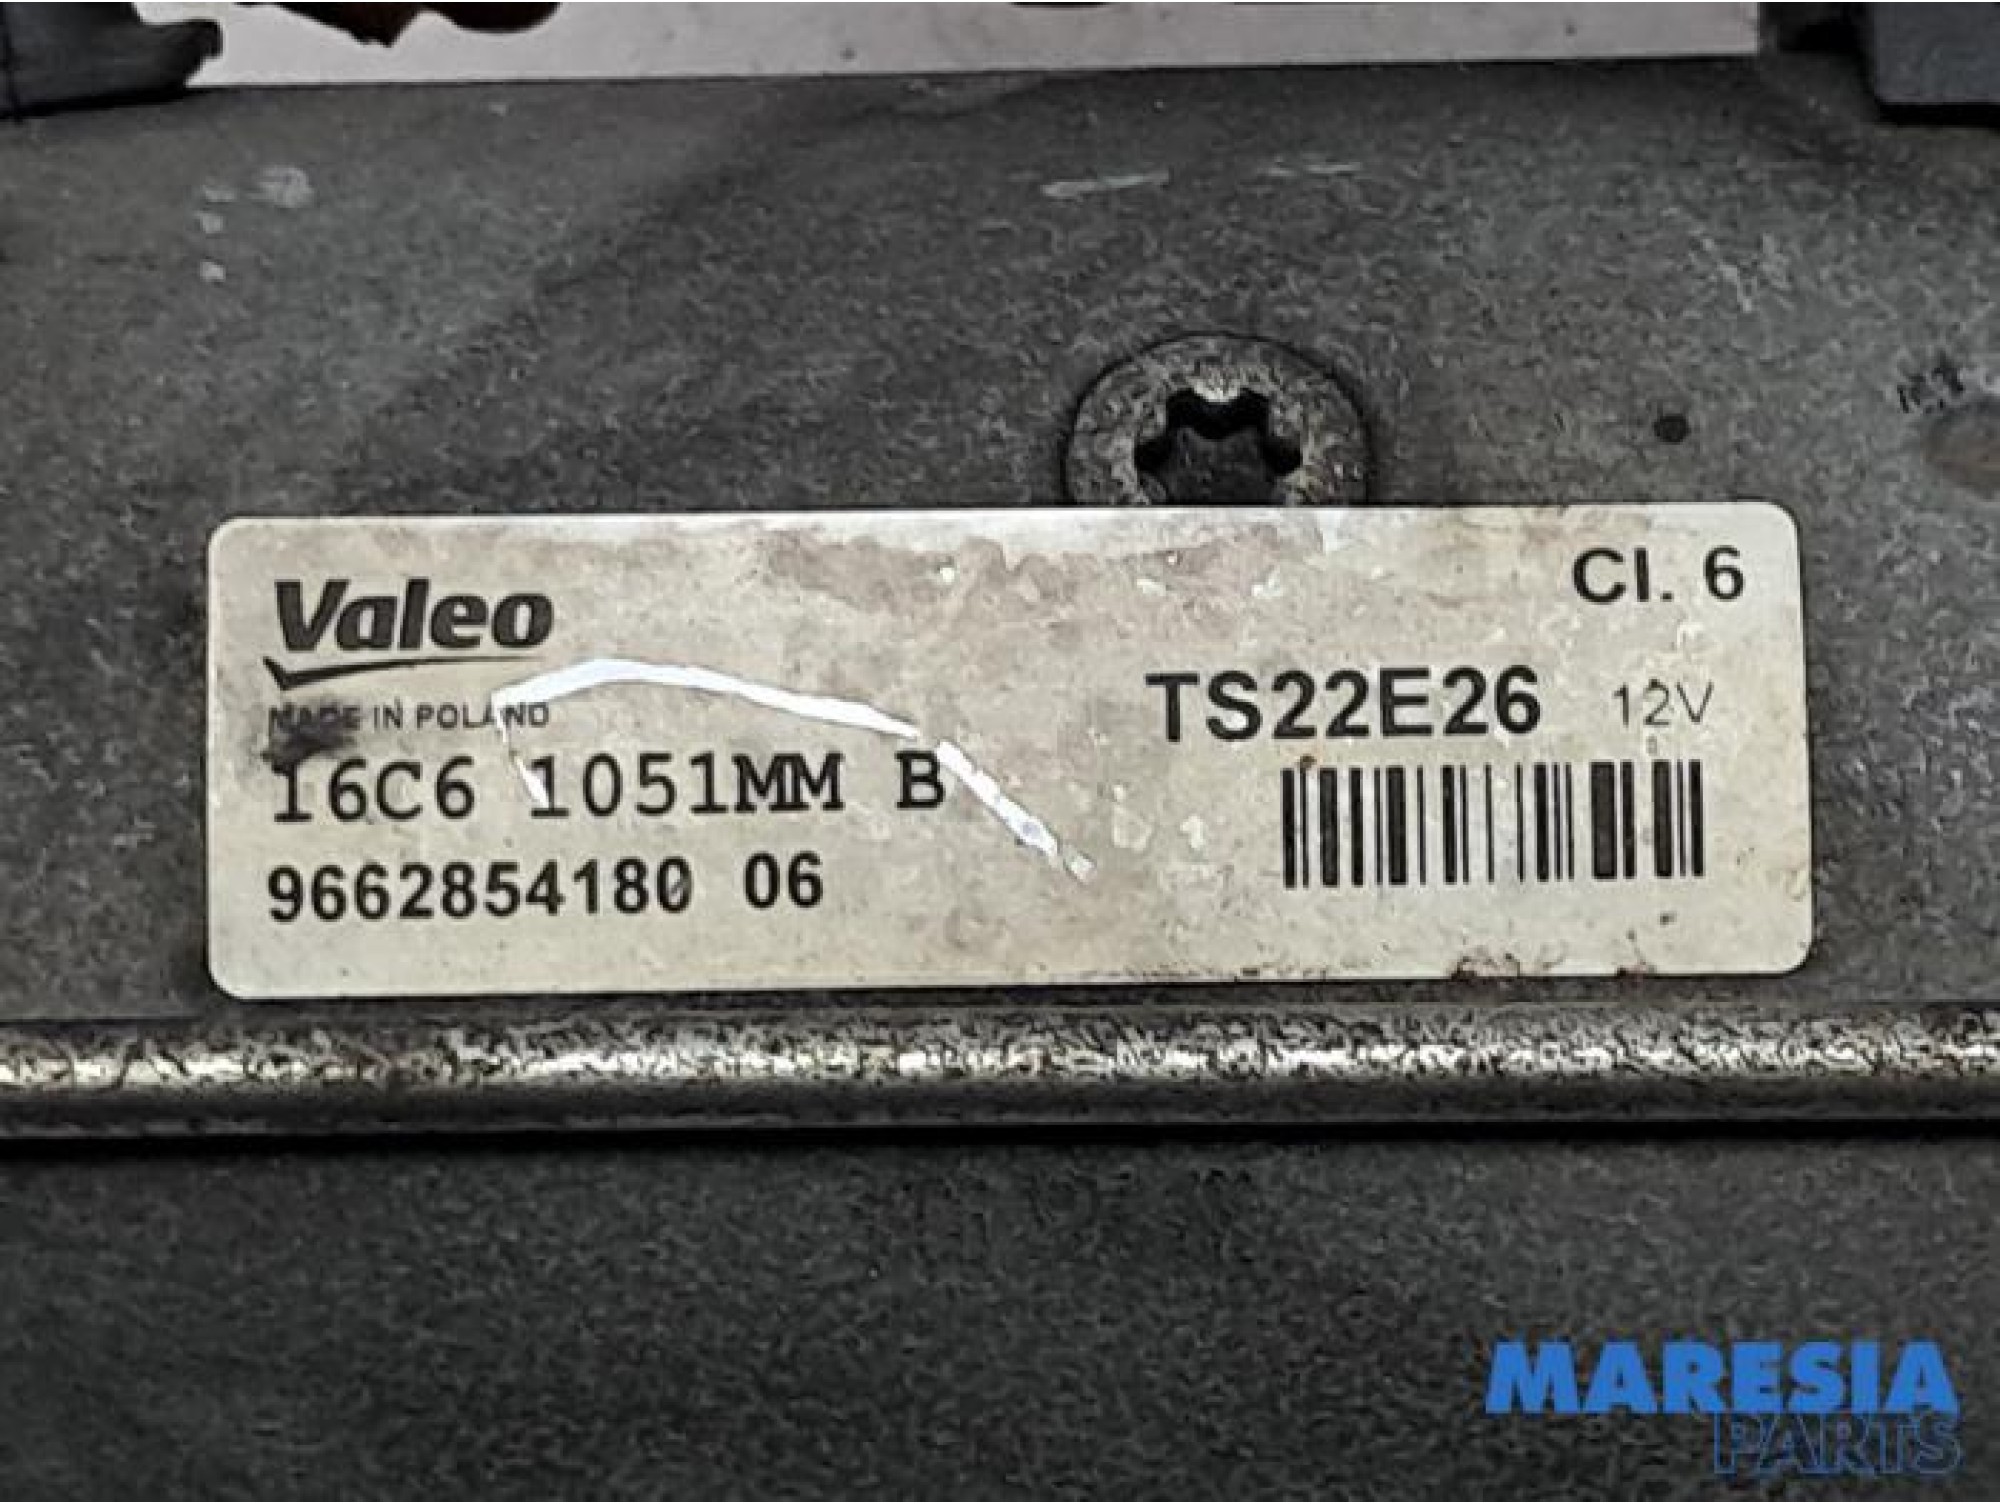 Valeo
Cl. 6
MADE IN POLAND
TS22E26 12V
16C6 1051MM B
9662854180 06
MARESIA
PARTS